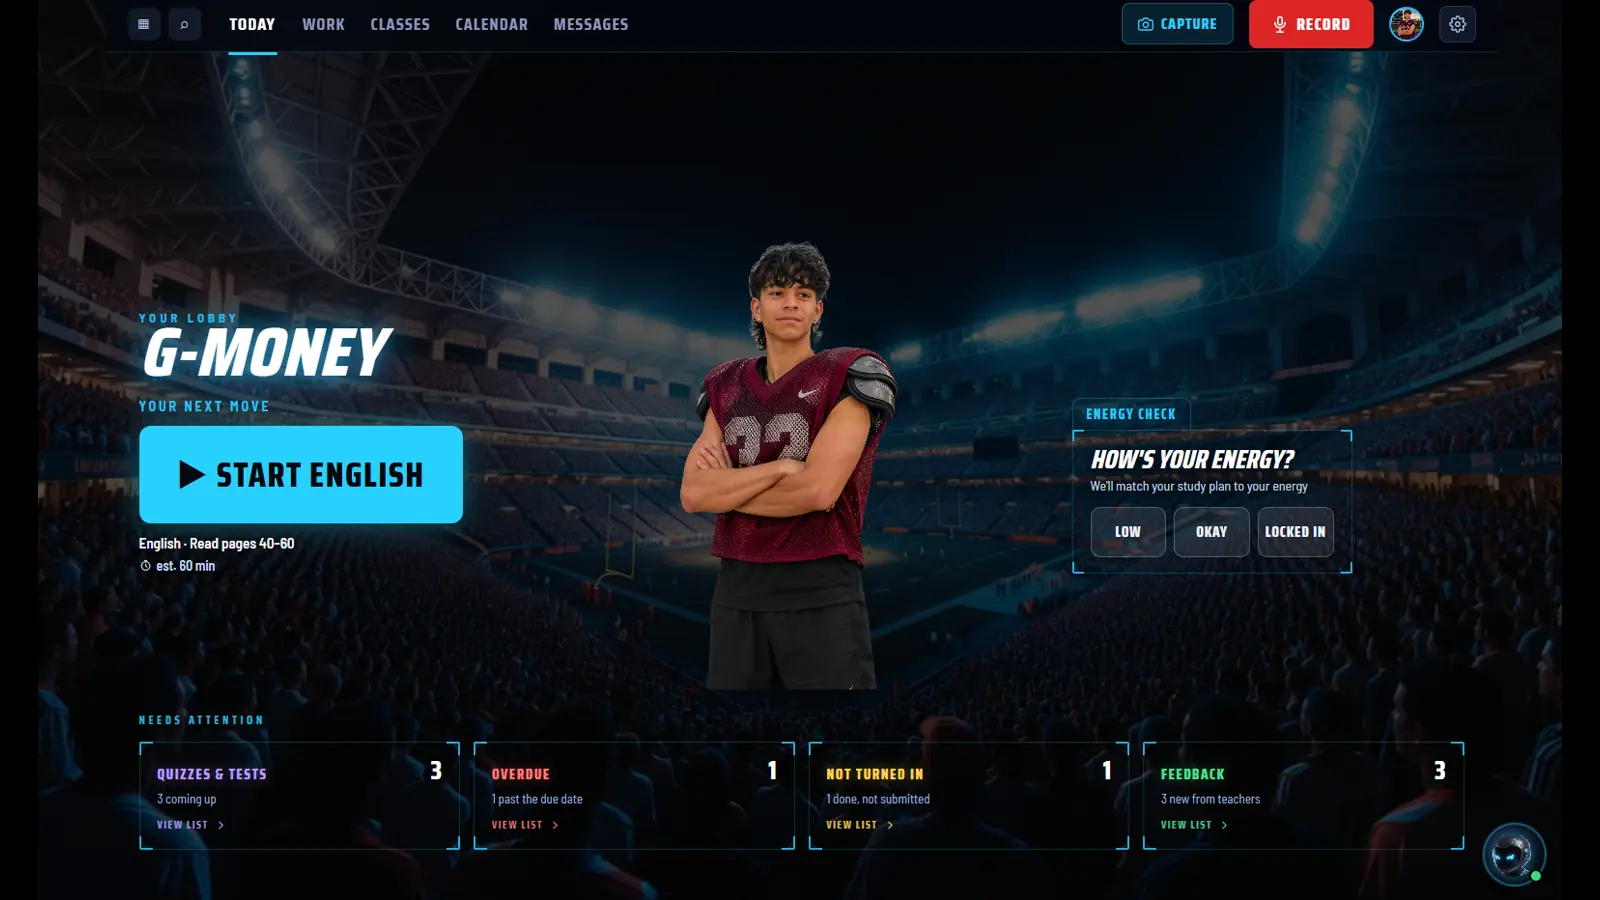 TODAY WORK CLASSES CALENDAR MESSAGES CAPTURE RECORD
YOUR LOBBY
G-MONEY
YOUR NEXT MOVE
START ENGLISH
English · Read pages 40–60
est. 60 min
ENERGY CHECK
HOW'S YOUR ENERGY?
We'll match your study plan to your energy
LOW OKAY LOCKED IN
NEEDS ATTENTION
QUIZZES & TESTS 3
3 coming up
VIEW LIST >
OVERDUE 1
1 past the due date
VIEW LIST >
NOT TURNED IN 1
1 done, not submitted
VIEW LIST >
FEEDBACK 3
3 new from teachers
VIEW LIST >